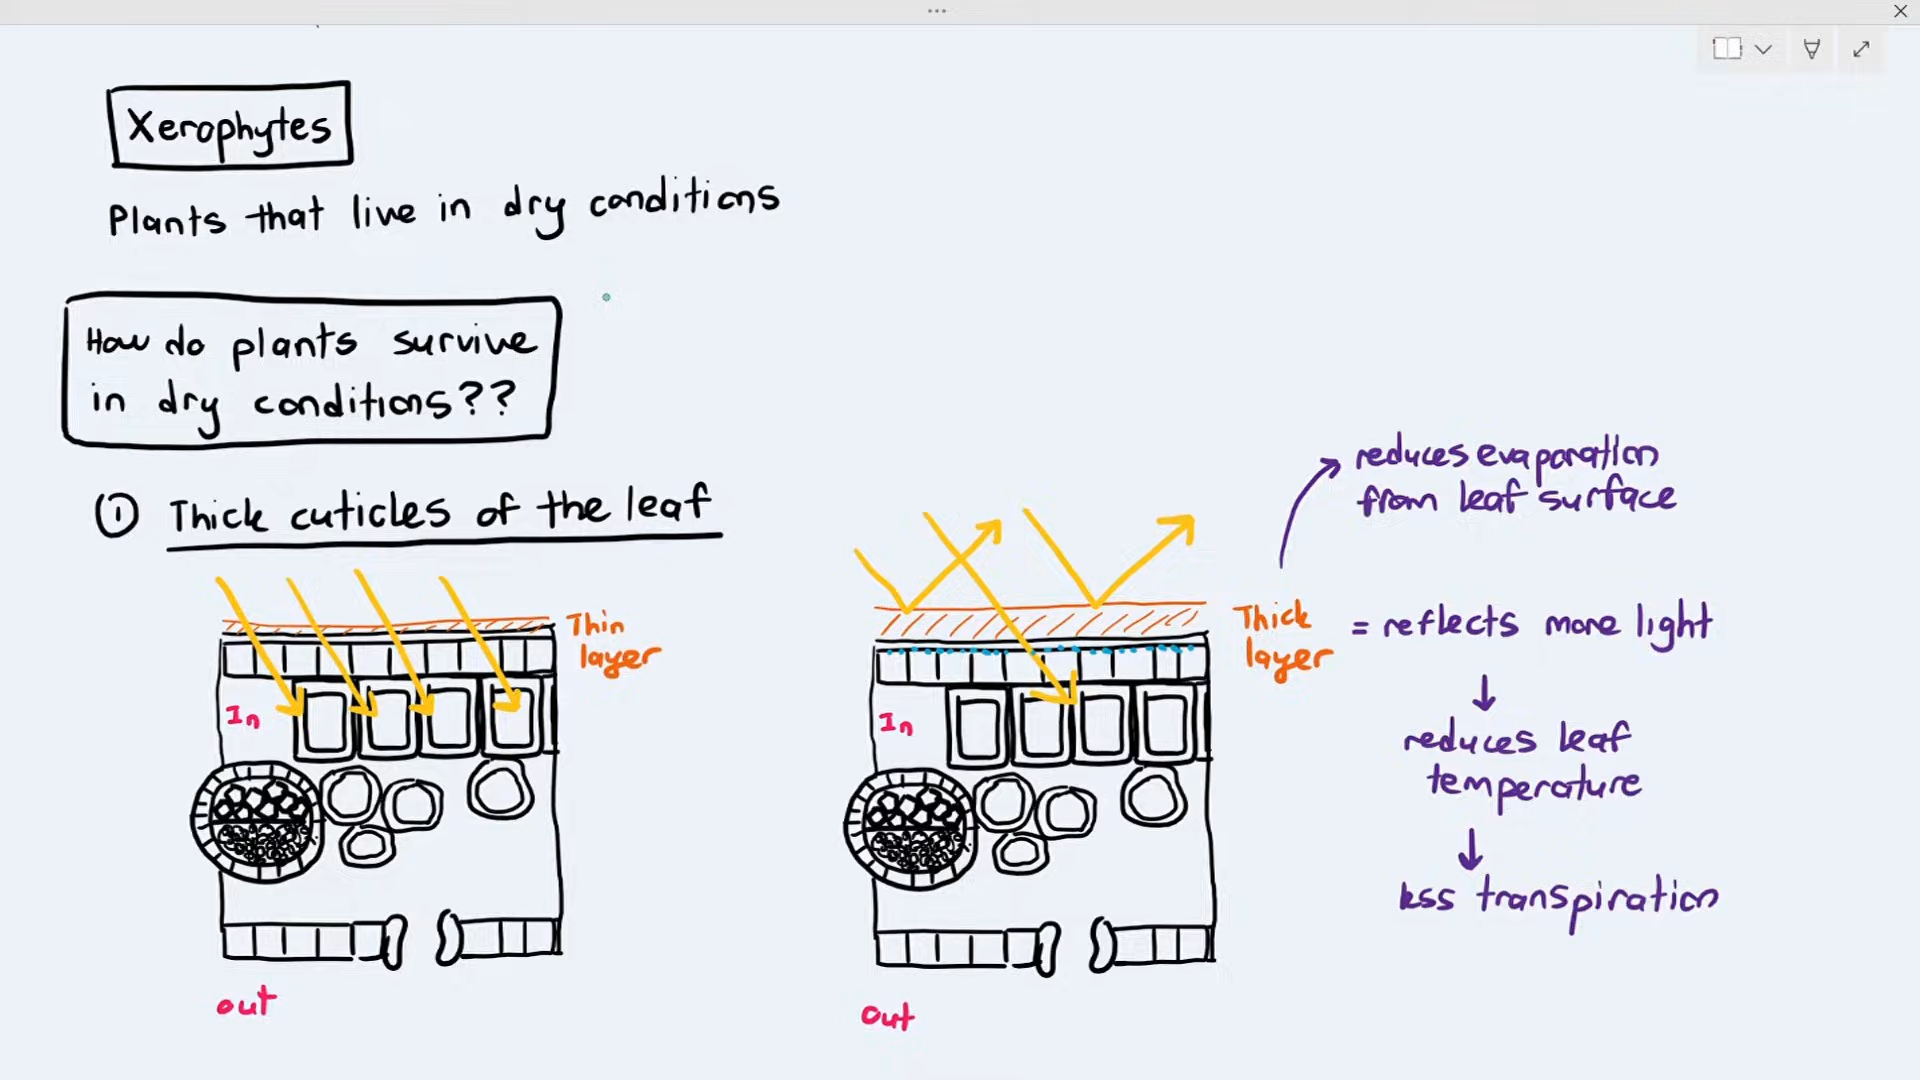 Xerophytes
Plants that live in dry conditions
How do plants survive
in dry conditions??
① Thick cuticles of the leaf
Thin
layer
In
out
reduces evaporation
from leaf surface
Thick
layer
= reflects more light
↓
reduces leaf
temperature
↓
less transpiration
In
out